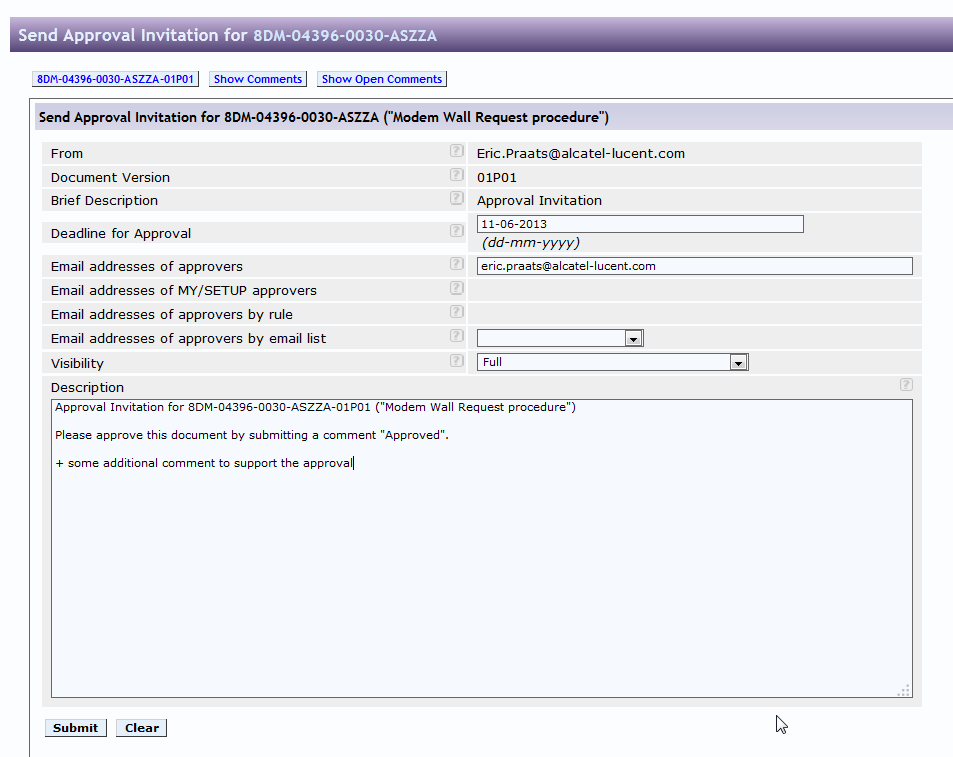 Send Approval Invitation for 8DM-04396-0030-ASZZA
8DM-04396-0030-ASZZA-01P01 Show Comments Show Open Comments
Send Approval Invitation for 8DM-04396-0030-ASZZA ("Modem Wall Request procedure")
From ? Eric.Praats@alcatel-lucent.com
Document Version ? 01P01
Brief Description ? Approval Invitation
Deadline for Approval ? 11-06-2013
(dd-mm-yyyy)
Email addresses of approvers ? eric.praats@alcatel-lucent.com
Email addresses of MY/SETUP approvers ?
Email addresses of approvers by rule ?
Email addresses of approvers by email list ?
Visibility ? Full
Description ?
Approval Invitation for 8DM-04396-0030-ASZZA-01P01 ("Modem Wall Request procedure")
Please approve this document by submitting a comment "Approved".
+ some additional comment to support the approval
Submit Clear